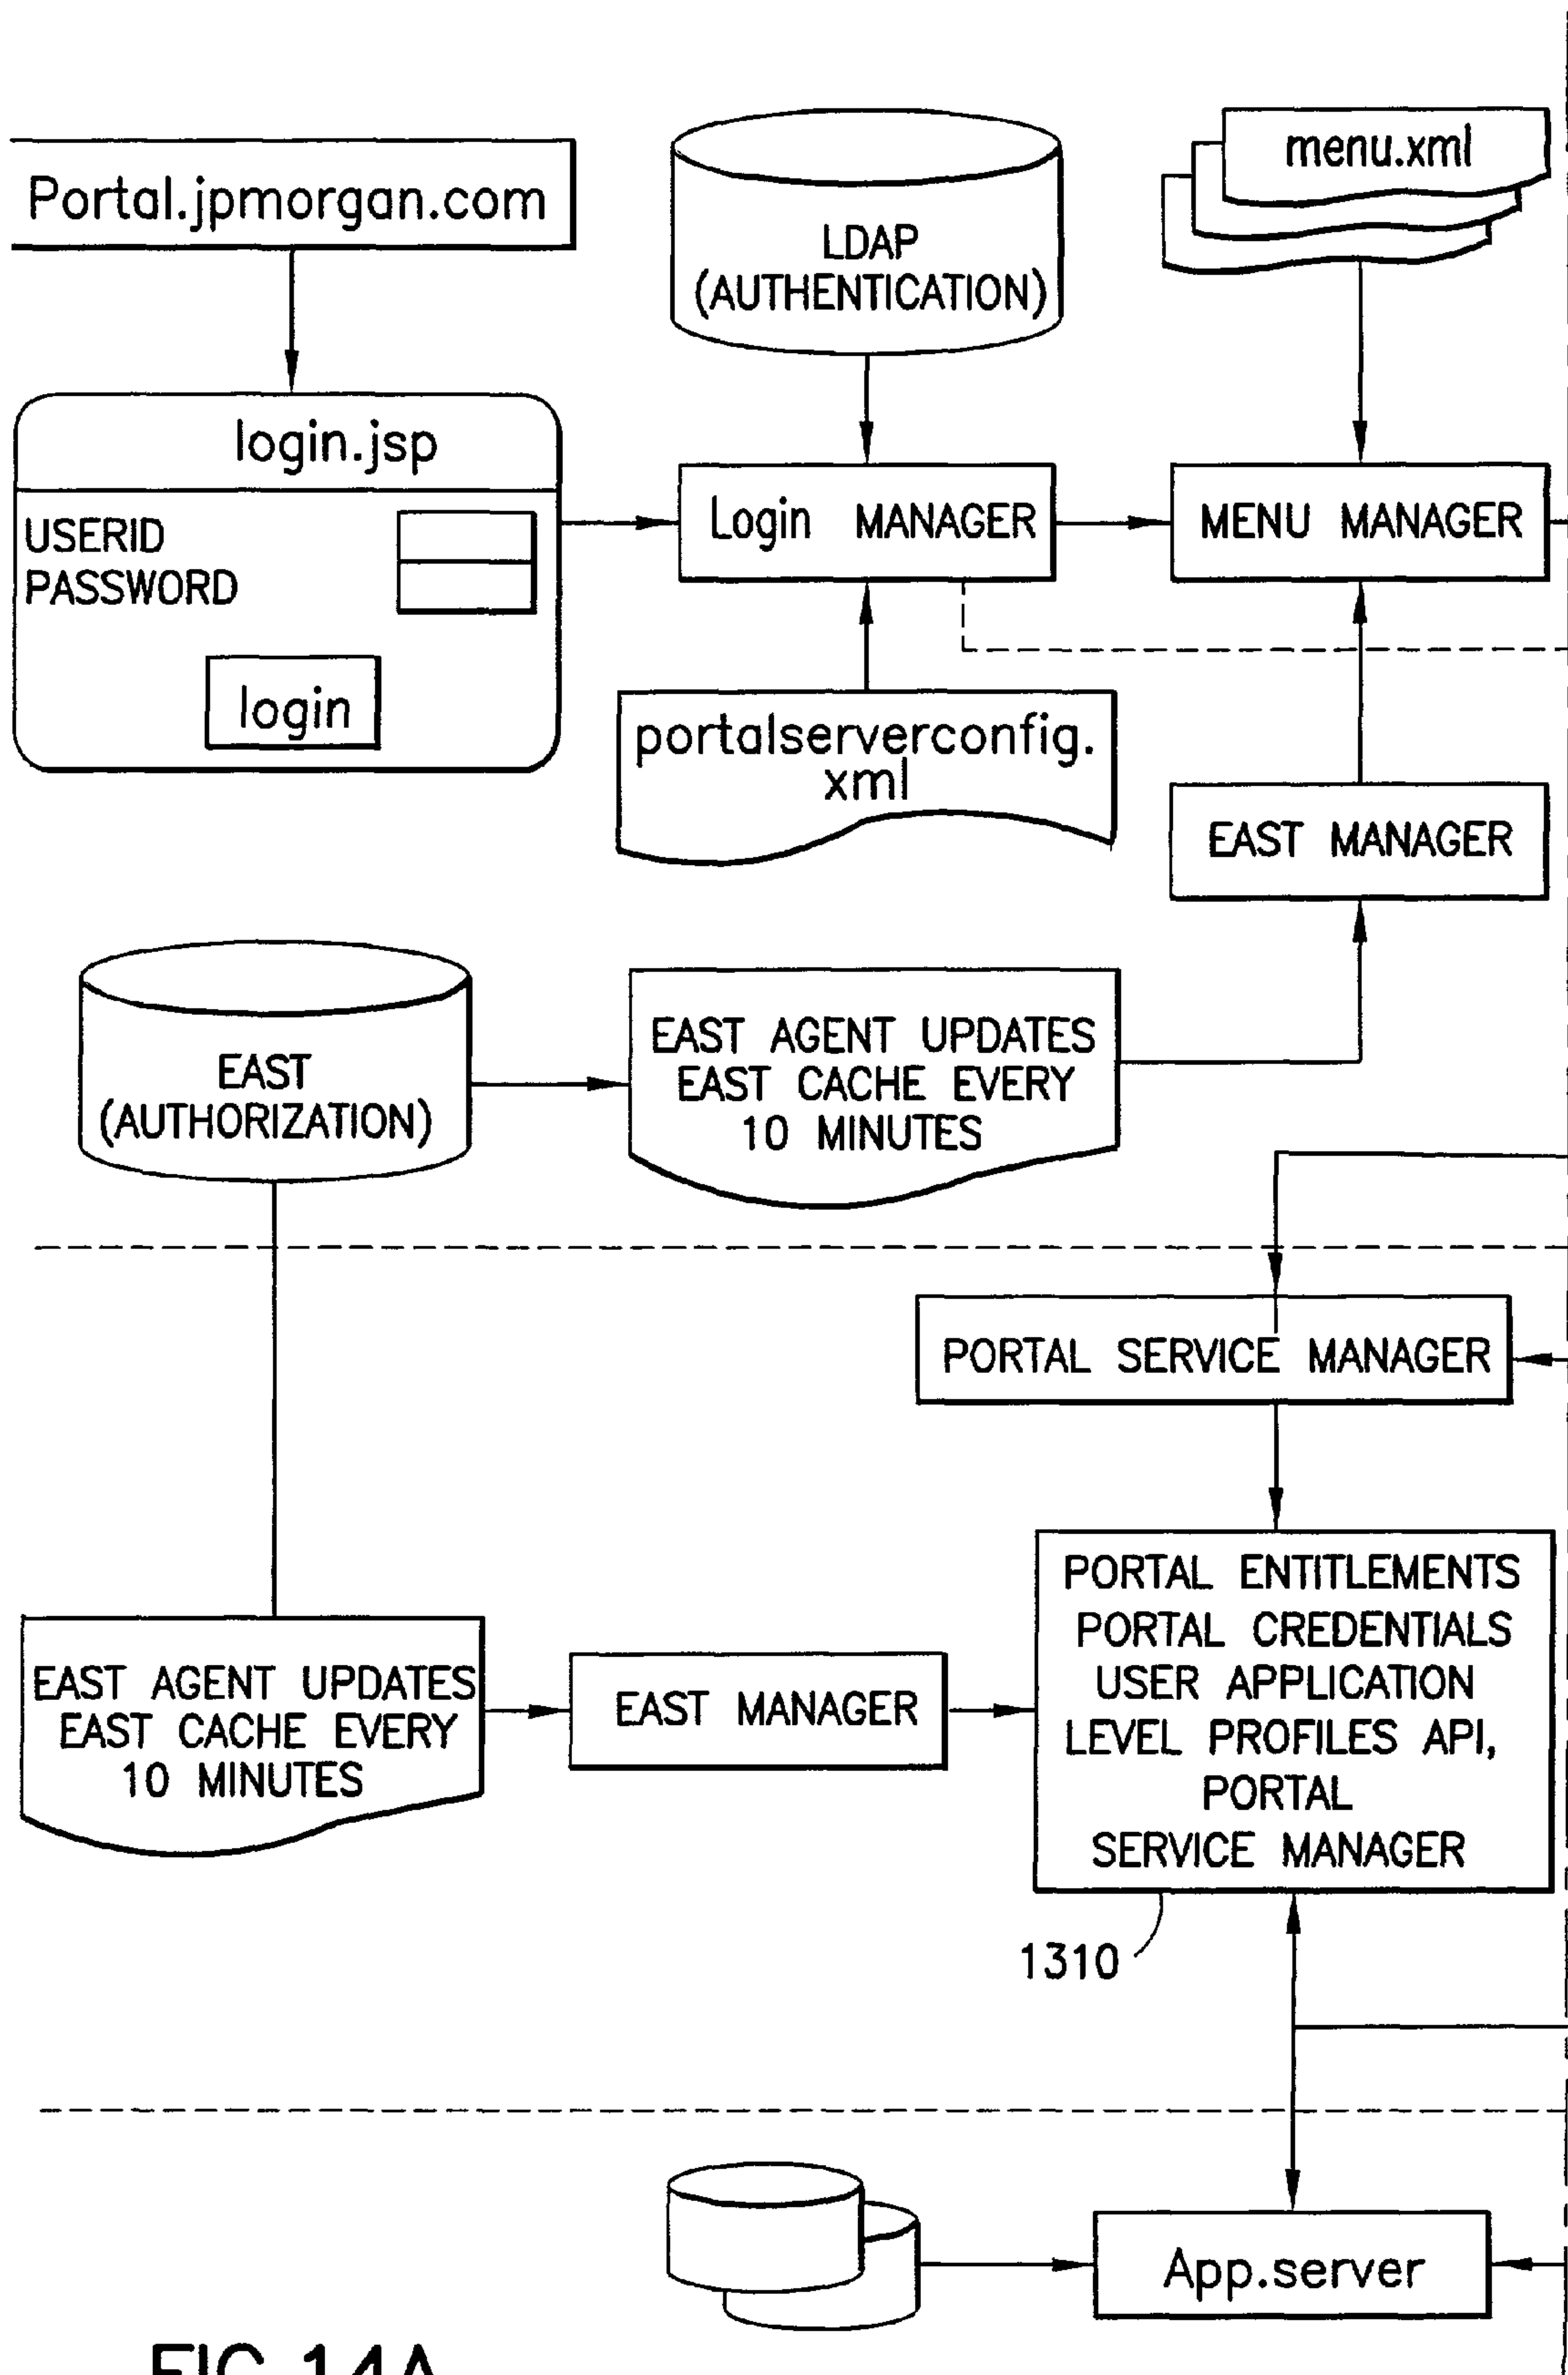 Portal.jpmorgan.com
LDAP
(AUTHENTICATION)
menu.xml
login.jsp
USERID
PASSWORD
login
Login MANAGER
MENU MANAGER
portalserverconfig.
xml
EAST MANAGER
EAST
(AUTHORIZATION)
EAST AGENT UPDATES
EAST CACHE EVERY
10 MINUTES
PORTAL SERVICE MANAGER
EAST AGENT UPDATES
EAST CACHE EVERY
10 MINUTES
EAST MANAGER
PORTAL ENTITLEMENTS
PORTAL CREDENTIALS
USER APPLICATION
LEVEL PROFILES API,
PORTAL
SERVICE MANAGER
1310
App.server
FIG.14A